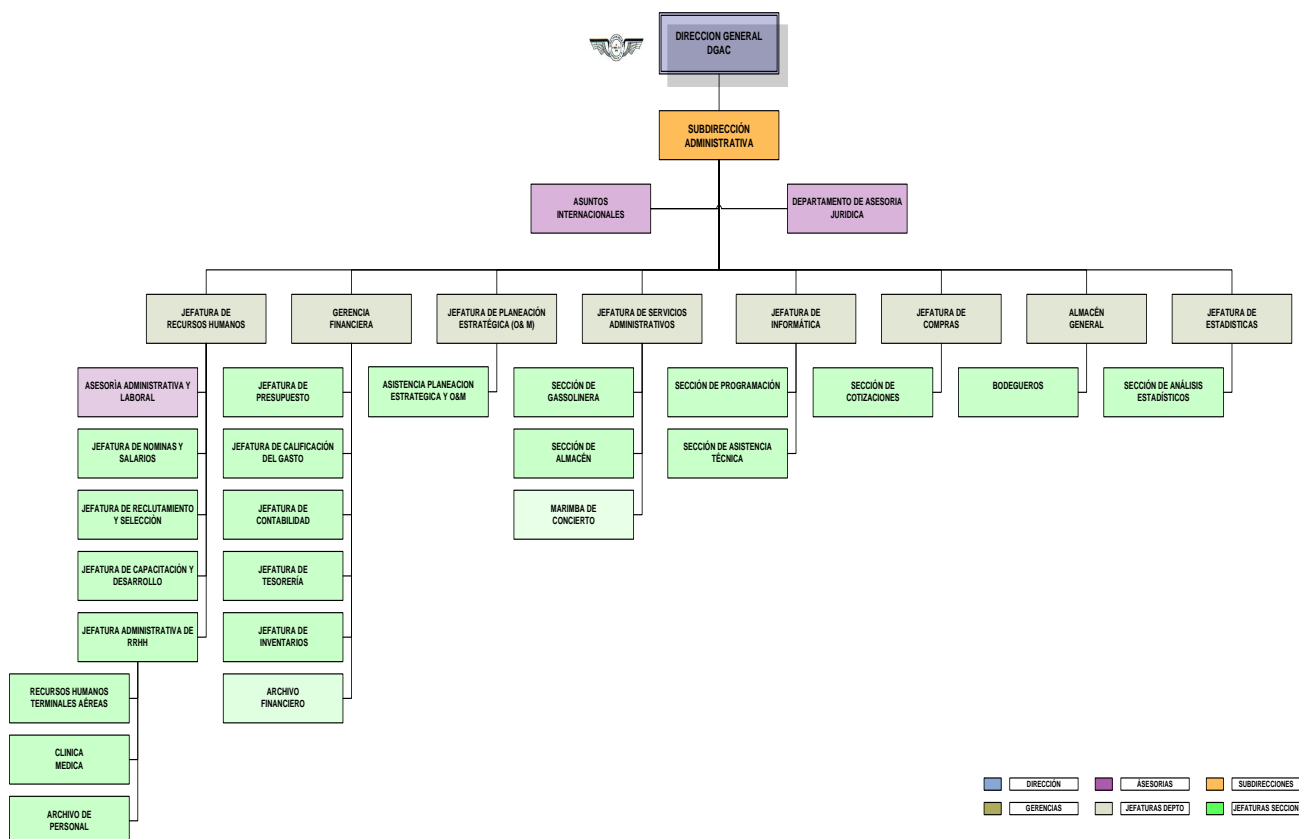 DIRECCION GENERAL
DGAC
SUBDIRECCIÓN
ADMINISTRATIVA
ASUNTOS
INTERNACIONALES
DEPARTAMENTO DE ASESORIA
JURIDICA
JEFATURA DE
RECURSOS HUMANOS
GERENCIA
FINANCIERA
JEFATURA DE PLANEACIÓN
ESTRATÉGICA (O& M)
JEFATURA DE SERVICIOS
ADMINISTRATIVOS
JEFATURA DE
INFORMÁTICA
JEFATURA DE
COMPRAS
ALMACÉN
GENERAL
JEFATURA DE
ESTADISTICAS
ASESORÌA ADMINISTRATIVA Y
LABORAL
JEFATURA DE NOMINAS Y
SALARIOS
JEFATURA DE RECLUTAMIENTO
Y SELECCIÓN
JEFATURA DE CAPACITACIÓN Y
DESARROLLO
JEFATURA ADMINISTRATIVA DE
RRHH
RECURSOS HUMANOS
TERMINALES AÉREAS
CLINICA
MEDICA
ARCHIVO DE
PERSONAL
JEFATURA DE
PRESUPUESTO
JEFATURA DE CALIFICACIÓN
DEL GASTO
JEFATURA DE
CONTABILIDAD
JEFATURA DE
TESORERÍA
JEFATURA DE
INVENTARIOS
ARCHIVO
FINANCIERO
ASISTENCIA PLANEACION
ESTRATEGICA Y O&M
SECCIÓN DE
GASSOLINERA
SECCIÓN DE
ALMACÉN
MARIMBA DE
CONCIERTO
SECCIÓN DE PROGRAMACIÓN
SECCIÓN DE ASISTENCIA
TÉCNICA
SECCIÓN DE
COTIZACIONES
BODEGUEROS
SECCIÓN DE ANÁLISIS
ESTADÍSTICOS
DIRECCIÓN
ÁSESORIAS
SUBDIRECCIONES
GERENCIAS
JEFATURAS DEPTO
JEFATURAS SECCION